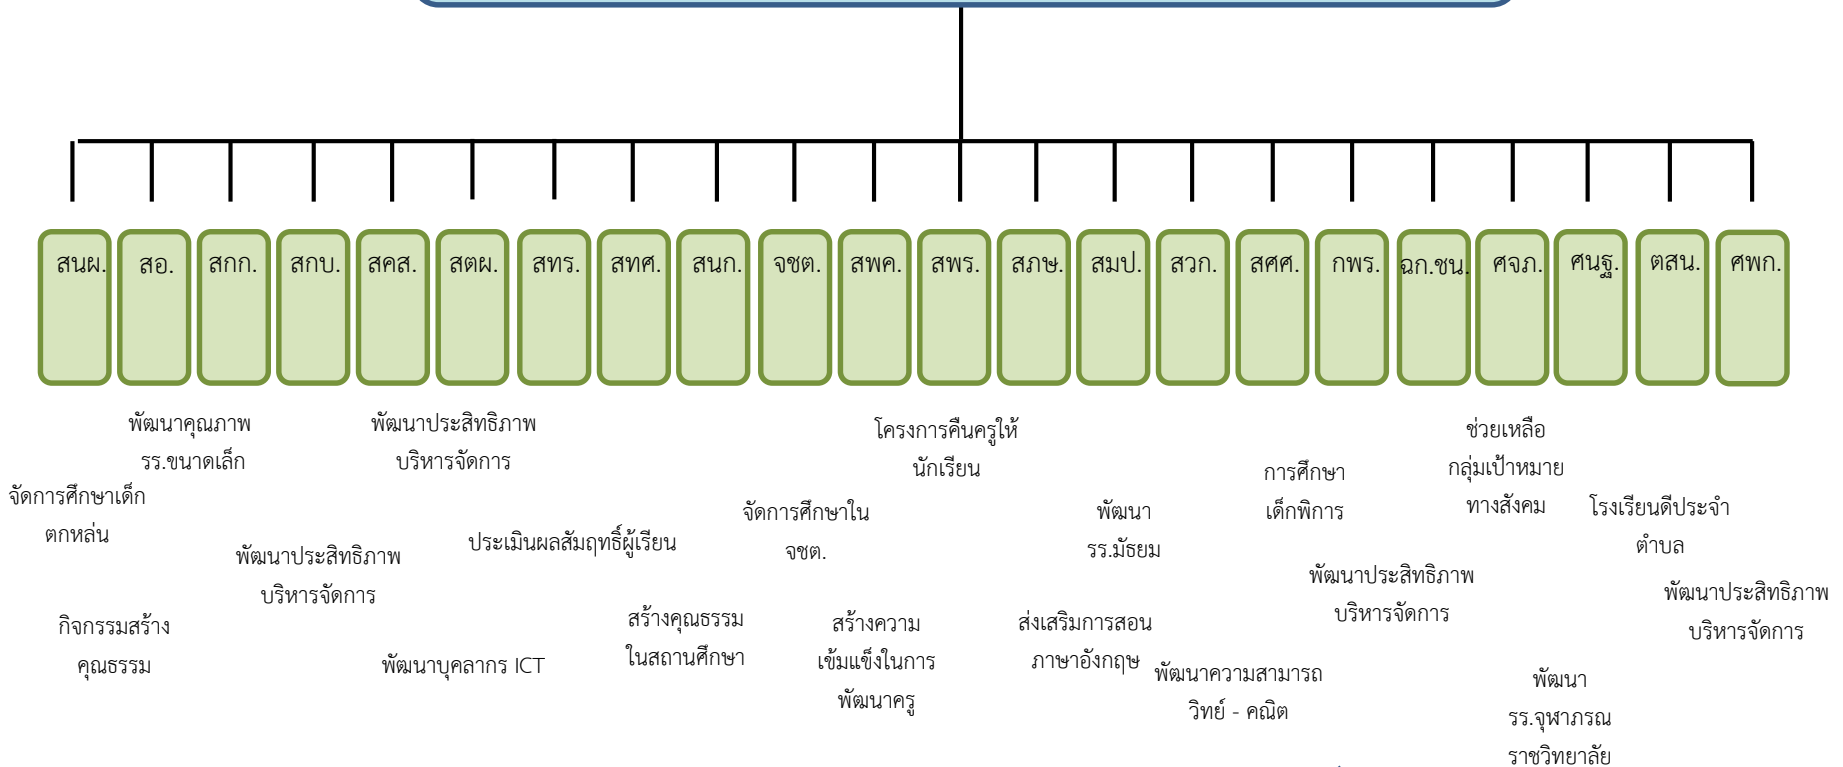 สนผ.
สอ.
สกก.
สกบ.
สคส.
สตผ.
สทร.
สทศ.
สนก.
จชต.
สพค.
สพร.
สภษ.
สมป.
สวก.
สศศ.
กพร.
ฉก.ชน.
ศจภ.
ศนฐ.
ตสน.
ศพก.
พัฒนาคุณภาพ
รร.ขนาดเล็ก
พัฒนาประสิทธิภาพ
บริหารจัดการ
โครงการคืนครูให้
นักเรียน
ช่วยเหลือ
กลุ่มเป้าหมาย
ทางสังคม
การศึกษา
เด็กพิการ
จัดการศึกษาเด็ก
ตกหล่น
จัดการศึกษาใน
จชต.
พัฒนา
รร.มัธยม
โรงเรียนดีประจำ
ตำบล
ประเมินผลสัมฤทธิ์ผู้เรียน
พัฒนาประสิทธิภาพ
บริหารจัดการ
พัฒนาประสิทธิภาพ
บริหารจัดการ
พัฒนาประสิทธิภาพ
บริหารจัดการ
กิจกรรมสร้าง
คุณธรรม
พัฒนาบุคลากร ICT
สร้างคุณธรรม
ในสถานศึกษา
สร้างความ
เข้มแข็งในการ
พัฒนาครู
ส่งเสริมการสอน
ภาษาอังกฤษ
พัฒนาความสามารถ
วิทย์ - คณิต
พัฒนา
รร.จุฬาภรณ
ราชวิทยาลัย